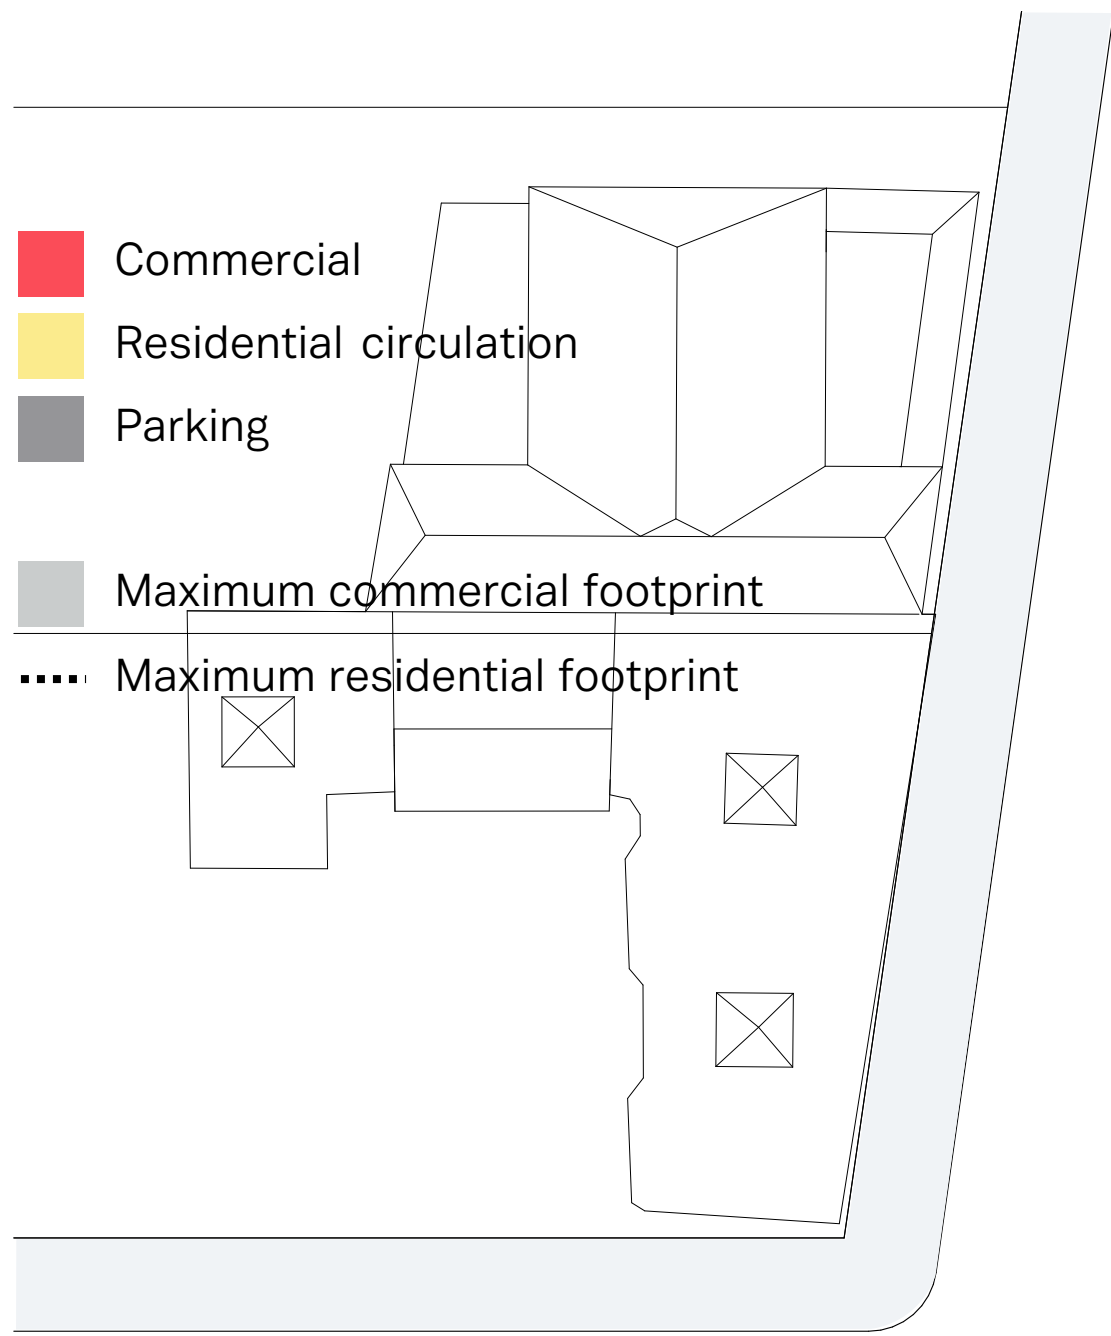 Commercial
Residential circulation
Parking
Maximum commercial footprint
Maximum residential footprint